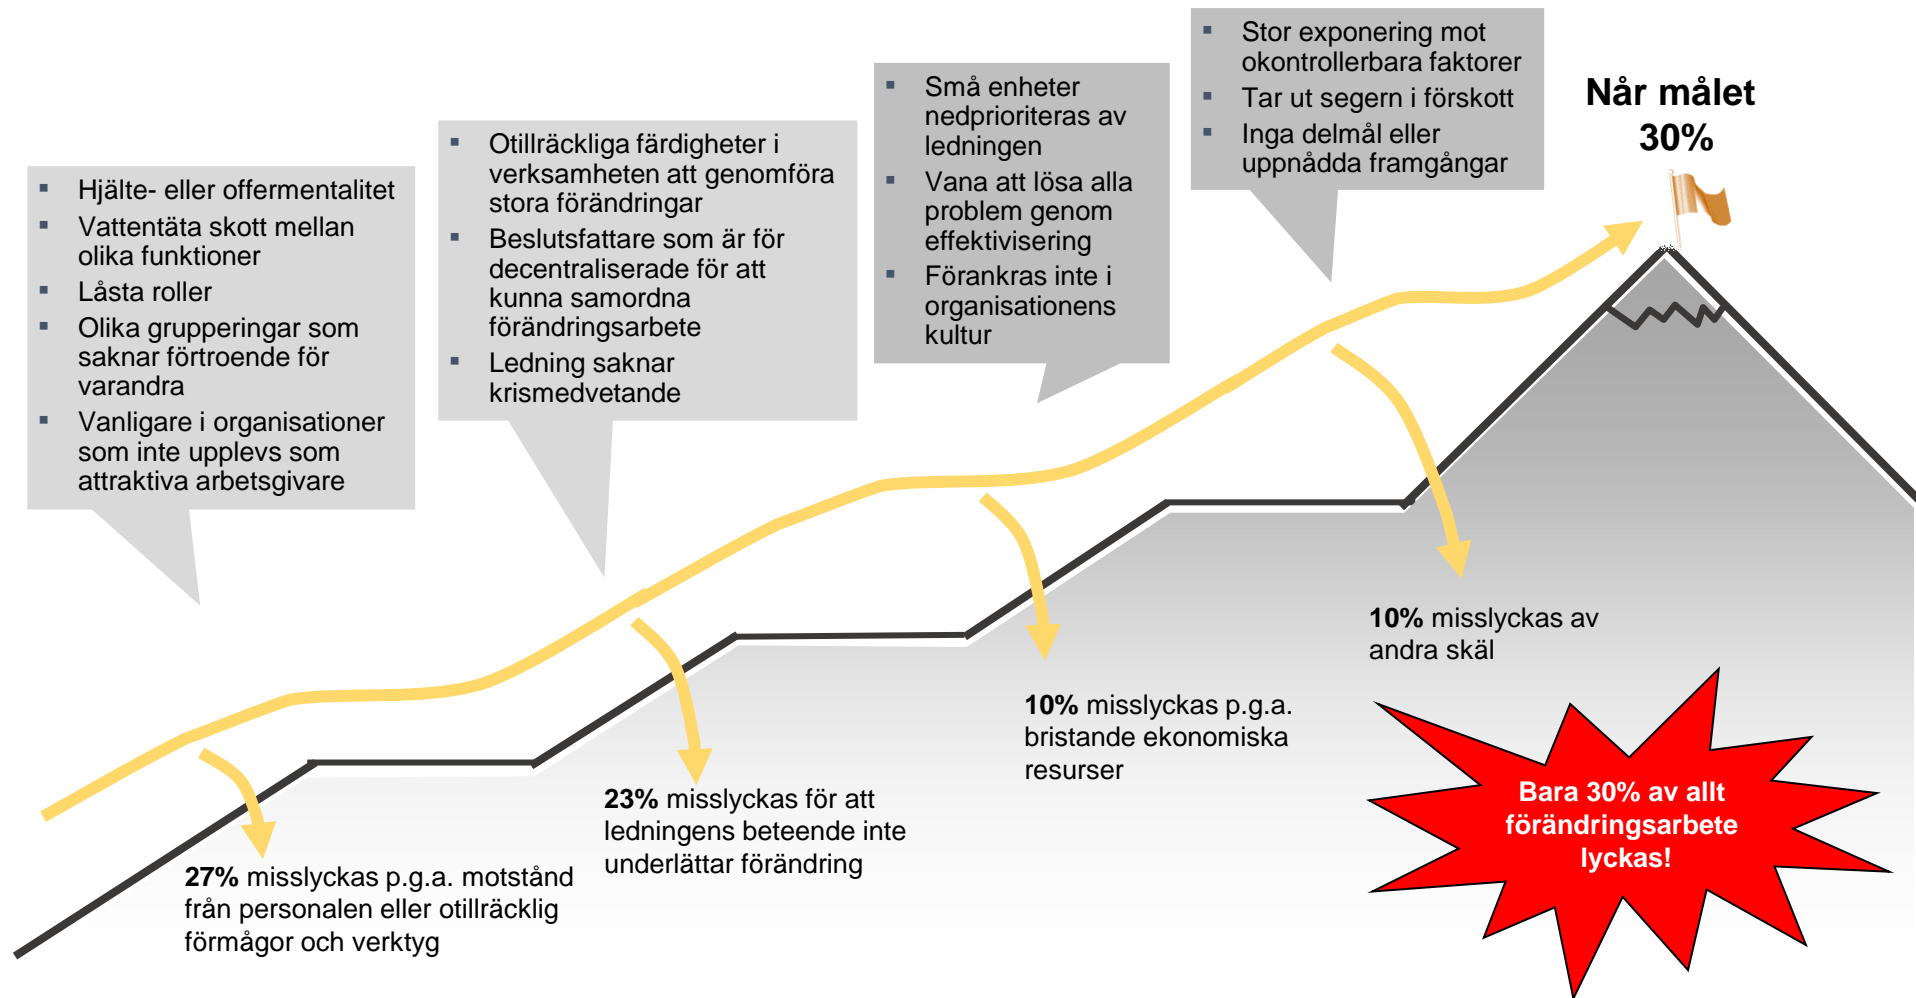 ▪ Hjälte- eller offermentalitet
▪ Vattentäta skott mellan
olika funktioner
▪ Låsta roller
▪ Olika grupperingar som
saknar förtroende för
varandra
▪ Vanligare i organisationer
som inte upplevs som
attraktiva arbetsgivare
▪ Otillräckliga färdigheter i
verksamheten att genomföra
stora förändringar
▪ Beslutsfattare som är för
decentraliserade för att
kunna samordna
förändringsarbete
▪ Ledning saknar
krismedvetande
▪ Små enheter
nedprioriteras av
ledningen
▪ Vana att lösa alla
problem genom
effektivisering
▪ Förankras inte i
organisationens
kultur
▪ Stor exponering mot
okontrollerbara faktorer
▪ Tar ut segern i förskott
▪ Inga delmål eller
uppnådda framgångar
Når målet
30%
27% misslyckas p.g.a. motstånd
från personalen eller otillräcklig
förmågor och verktyg
23% misslyckas för att
ledningens beteende inte
underlättar förändring
10% misslyckas p.g.a.
bristande ekonomiska
resurser
10% misslyckas av
andra skäl
Bara 30% av allt
förändringsarbete
lyckas!